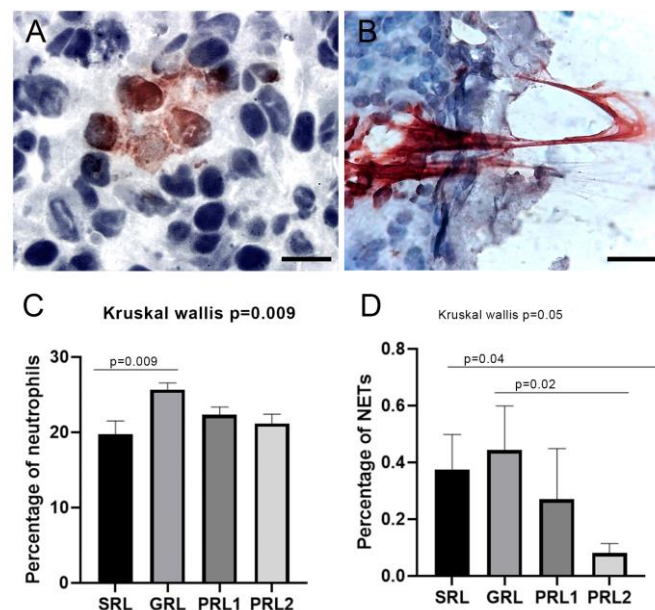 A
B
C
Kruskal wallis p=0.009
Percentage of neutrophils
30
20
10
0
p=0.009
SRL GRL PRL1 PRL2
D
Kruskal wallis p=0.05
Percentage of NETs
0.8
0.6
0.4
0.2
0.0
p=0.04
p=0.02
SRL GRL PRL1 PRL2